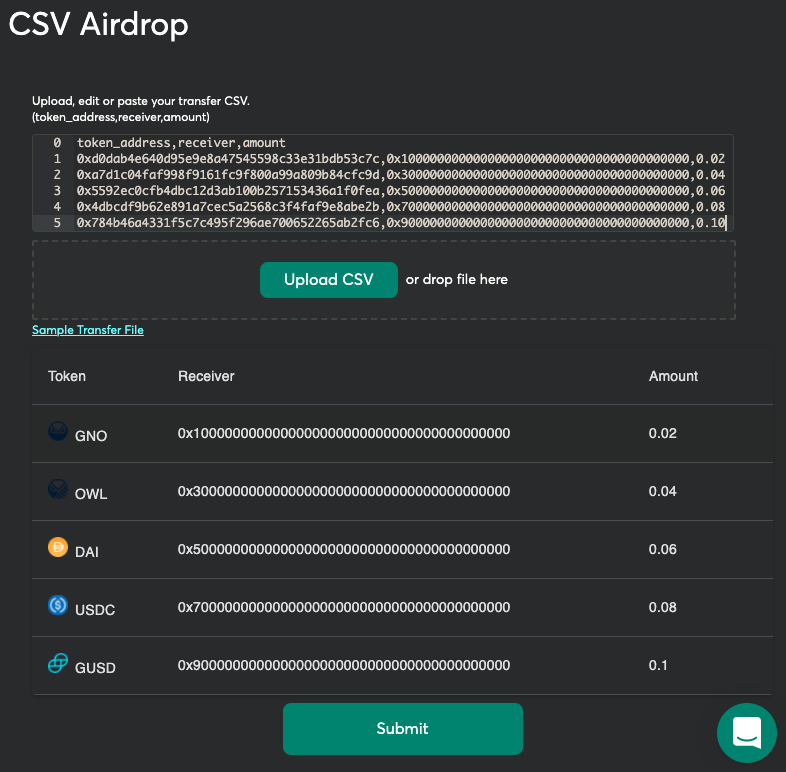 CSV Airdrop
Upload, edit or paste your transfer CSV.
(token_address,receiver,amount)
0 token_address,receiver,amount
1 0xd0dab4e640d95e9e8a47545598c33e31bdb53c7c,0x1000000000000000000000000000000000000000,0.02
2 0xa7d1c04faf998f9161fc9f800a99a809b84cfc9d,0x3000000000000000000000000000000000000000,0.04
3 0x5592ec0cfb4dbc12d3ab100b257153436a1f0fea,0x5000000000000000000000000000000000000000,0.06
4 0x4dbcdf9b62e891a7cec5a2568c3f4faf9e8abe2b,0x7000000000000000000000000000000000000000,0.08
5 0x784b46a4331f5c7c495f296ae700652265ab2fc6,0x9000000000000000000000000000000000000000,0.10
Upload CSV or drop file here
Sample Transfer File
Token Receiver Amount
GNO 0x1000000000000000000000000000000000000000 0.02
OWL 0x3000000000000000000000000000000000000000 0.04
DAI 0x5000000000000000000000000000000000000000 0.06
USDC 0x7000000000000000000000000000000000000000 0.08
GUSD 0x9000000000000000000000000000000000000000 0.1
Submit